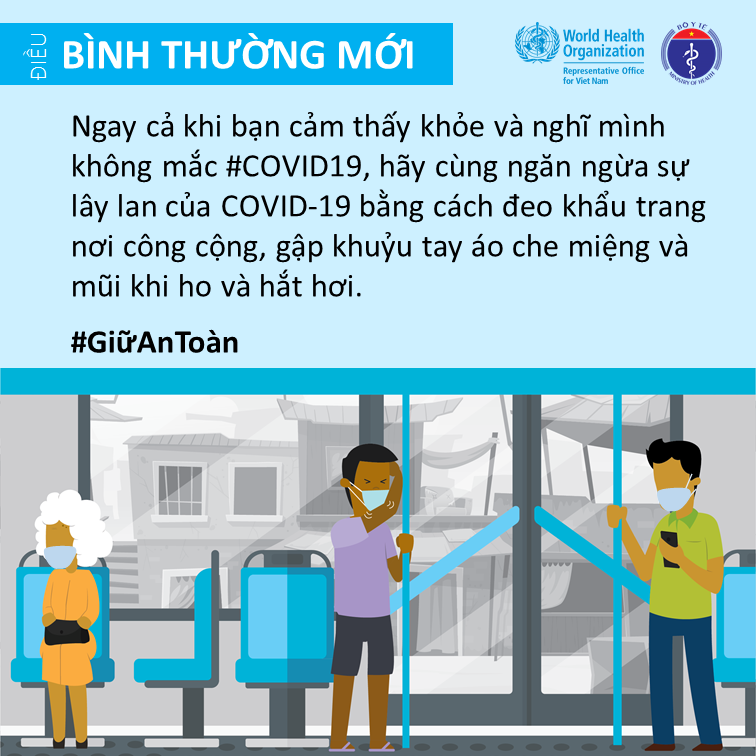 ĐIỀU
BÌNH THƯỜNG MỚI
World Health
Organization
Representative Office
for Viet Nam
BỘ Y TẾ
MINISTRY OF HEALTH
Ngay cả khi bạn cảm thấy khỏe và nghĩ mình
không mắc #COVID19, hãy cùng ngăn ngừa sự
lây lan của COVID-19 bằng cách đeo khẩu trang
nơi công cộng, gập khuỷu tay áo che miệng và
mũi khi ho và hắt hơi.
#GiữAnToàn